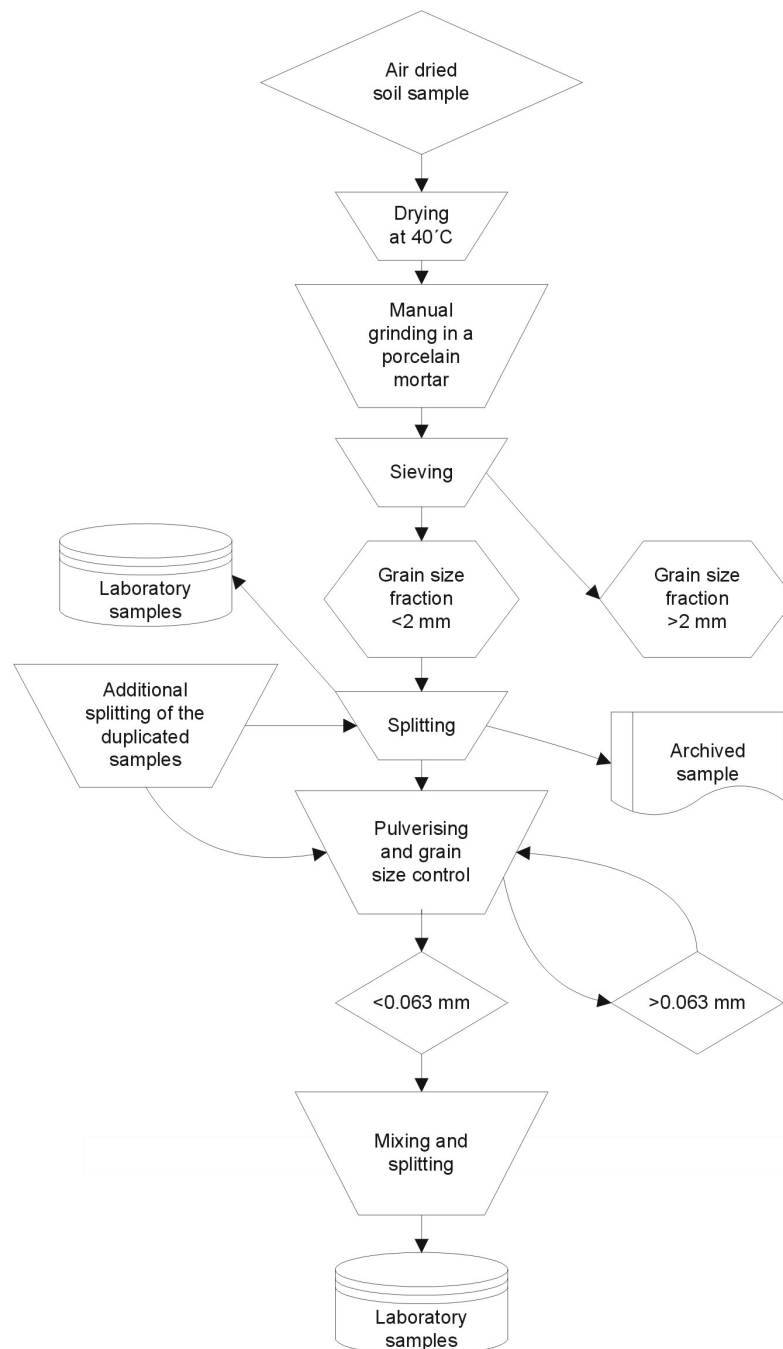 Air dried
soil sample
Drying
at 40´C
Manual
grinding in a
porcelain
mortar
Sieving
Laboratory
samples
Grain size
fraction
<2 mm
Grain size
fraction
>2 mm
Additional
splitting of the
duplicated
samples
Splitting
Archived
sample
Pulverising
and grain
size control
<0.063 mm
>0.063 mm
Mixing and
splitting
Laboratory
samples